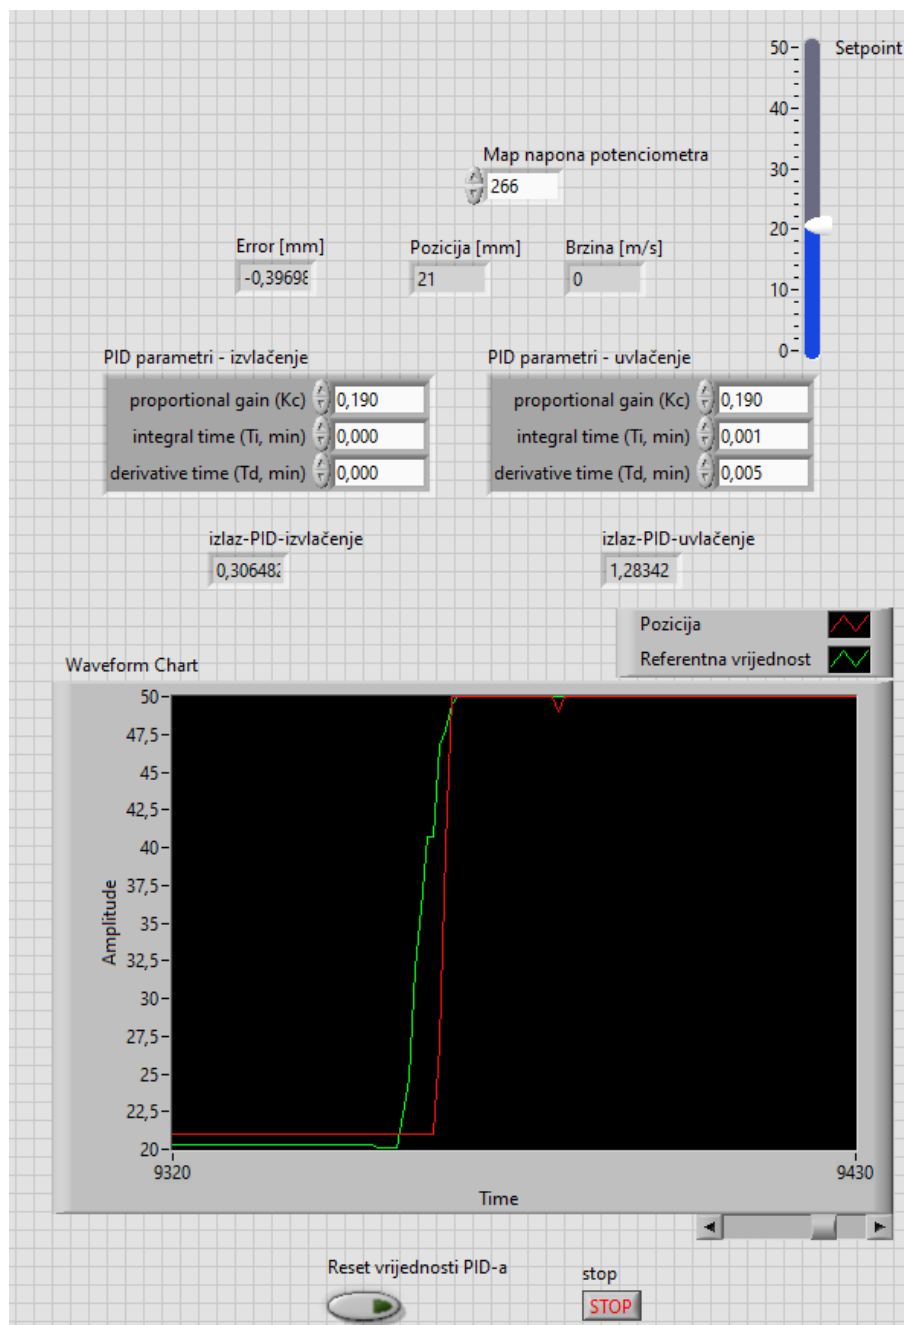 50
Setpoint
40
Map napona potenciometra
30
266
20
Error [mm]
Pozicija [mm]
Brzina [m/s]
-0,39698
21
0
10
0
PID parametri - izvlačenje
PID parametri - uvlačenje
proportional gain (Kc) 0,190
proportional gain (Kc) 0,190
integral time (Ti, min) 0,000
integral time (Ti, min) 0,001
derivative time (Td, min) 0,000
derivative time (Td, min) 0,005
izlaz-PID-izvlačenje
izlaz-PID-uvlačenje
0,306482
1,28342
Pozicija
Referentna vrijednost
Waveform Chart
50
47,5
45
42,5
40
37,5
35
32,5
30
27,5
25
22,5
20
Amplitude
9320
9430
Time
Reset vrijednosti PID-a
stop
STOP